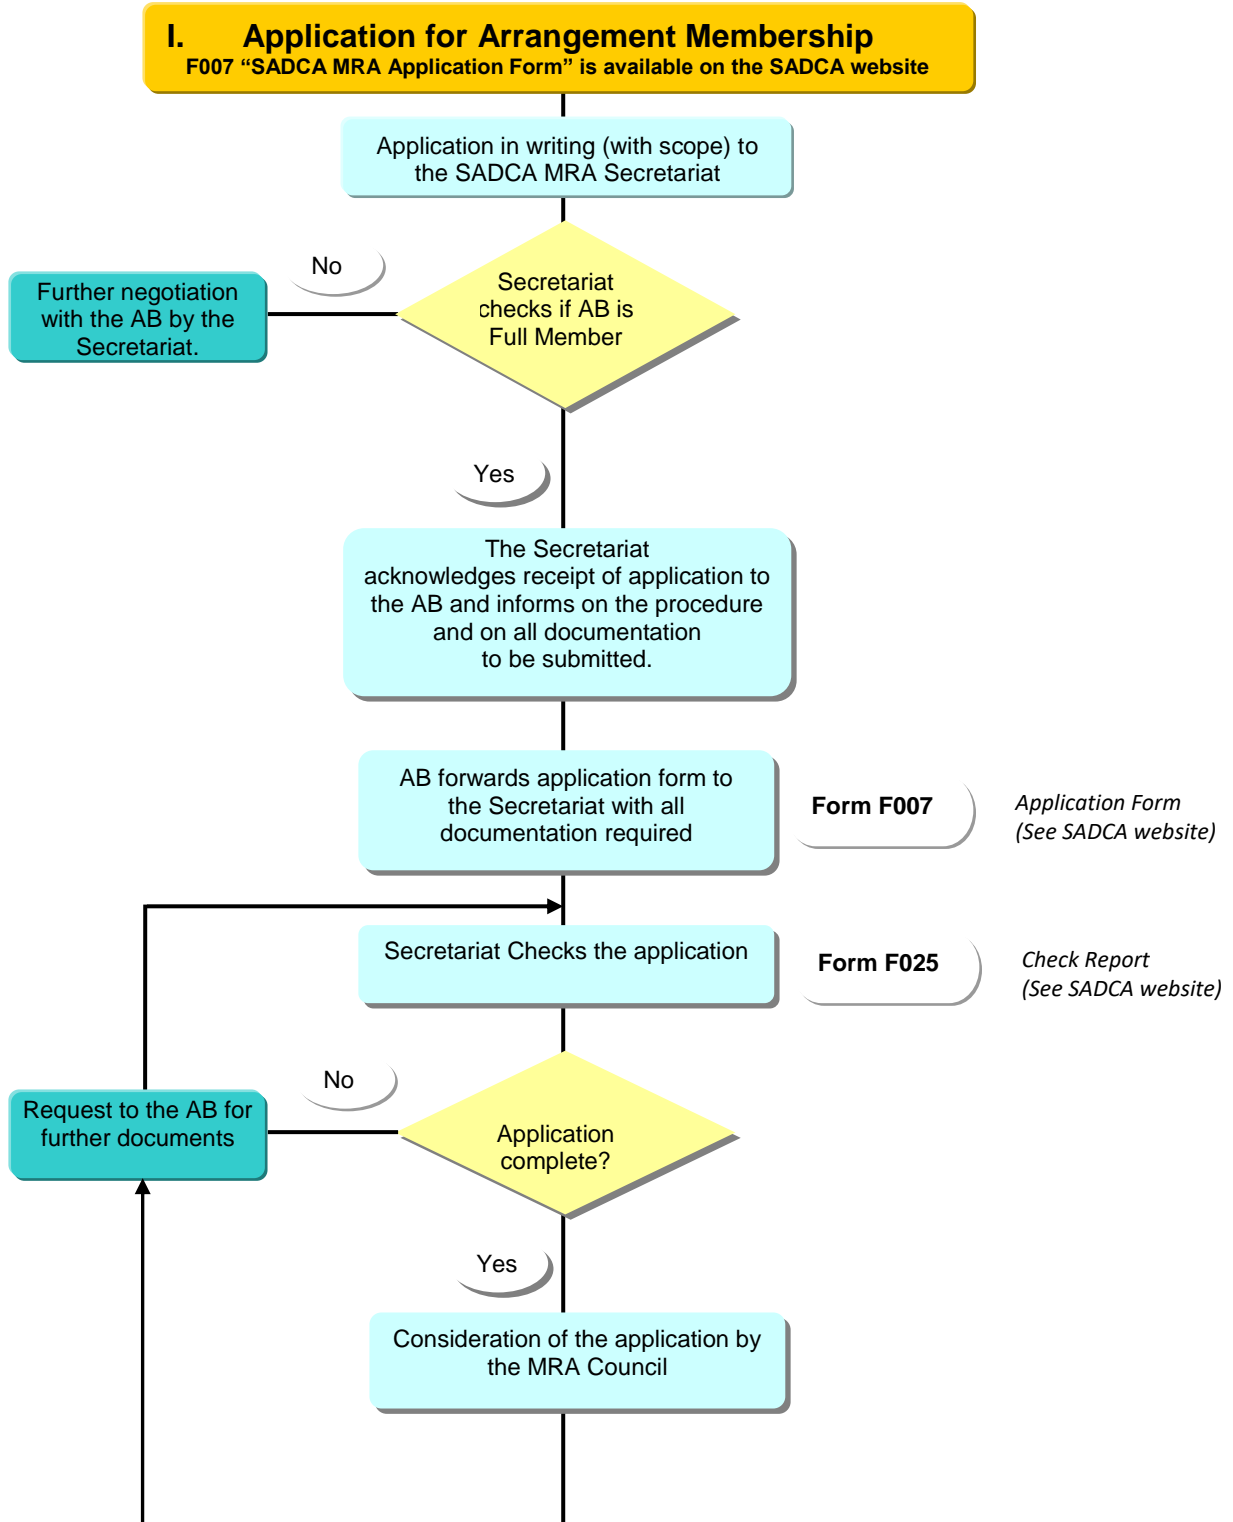 I. Application for Arrangement Membership
F007 “SADCA MRA Application Form” is available on the SADCA website
Application in writing (with scope) to
the SADCA MRA Secretariat
No
Secretariat
checks if AB is
Full Member
Further negotiation
with the AB by the
Secretariat.
Yes
The Secretariat
acknowledges receipt of application to
the AB and informs on the procedure
and on all documentation
to be submitted.
AB forwards application form to
the Secretariat with all
documentation required
Form F007
Application Form
(See SADCA website)
Secretariat Checks the application
Form F025
Check Report
(See SADCA website)
No
Request to the AB for
further documents
Application
complete?
Yes
Consideration of the application by
the MRA Council